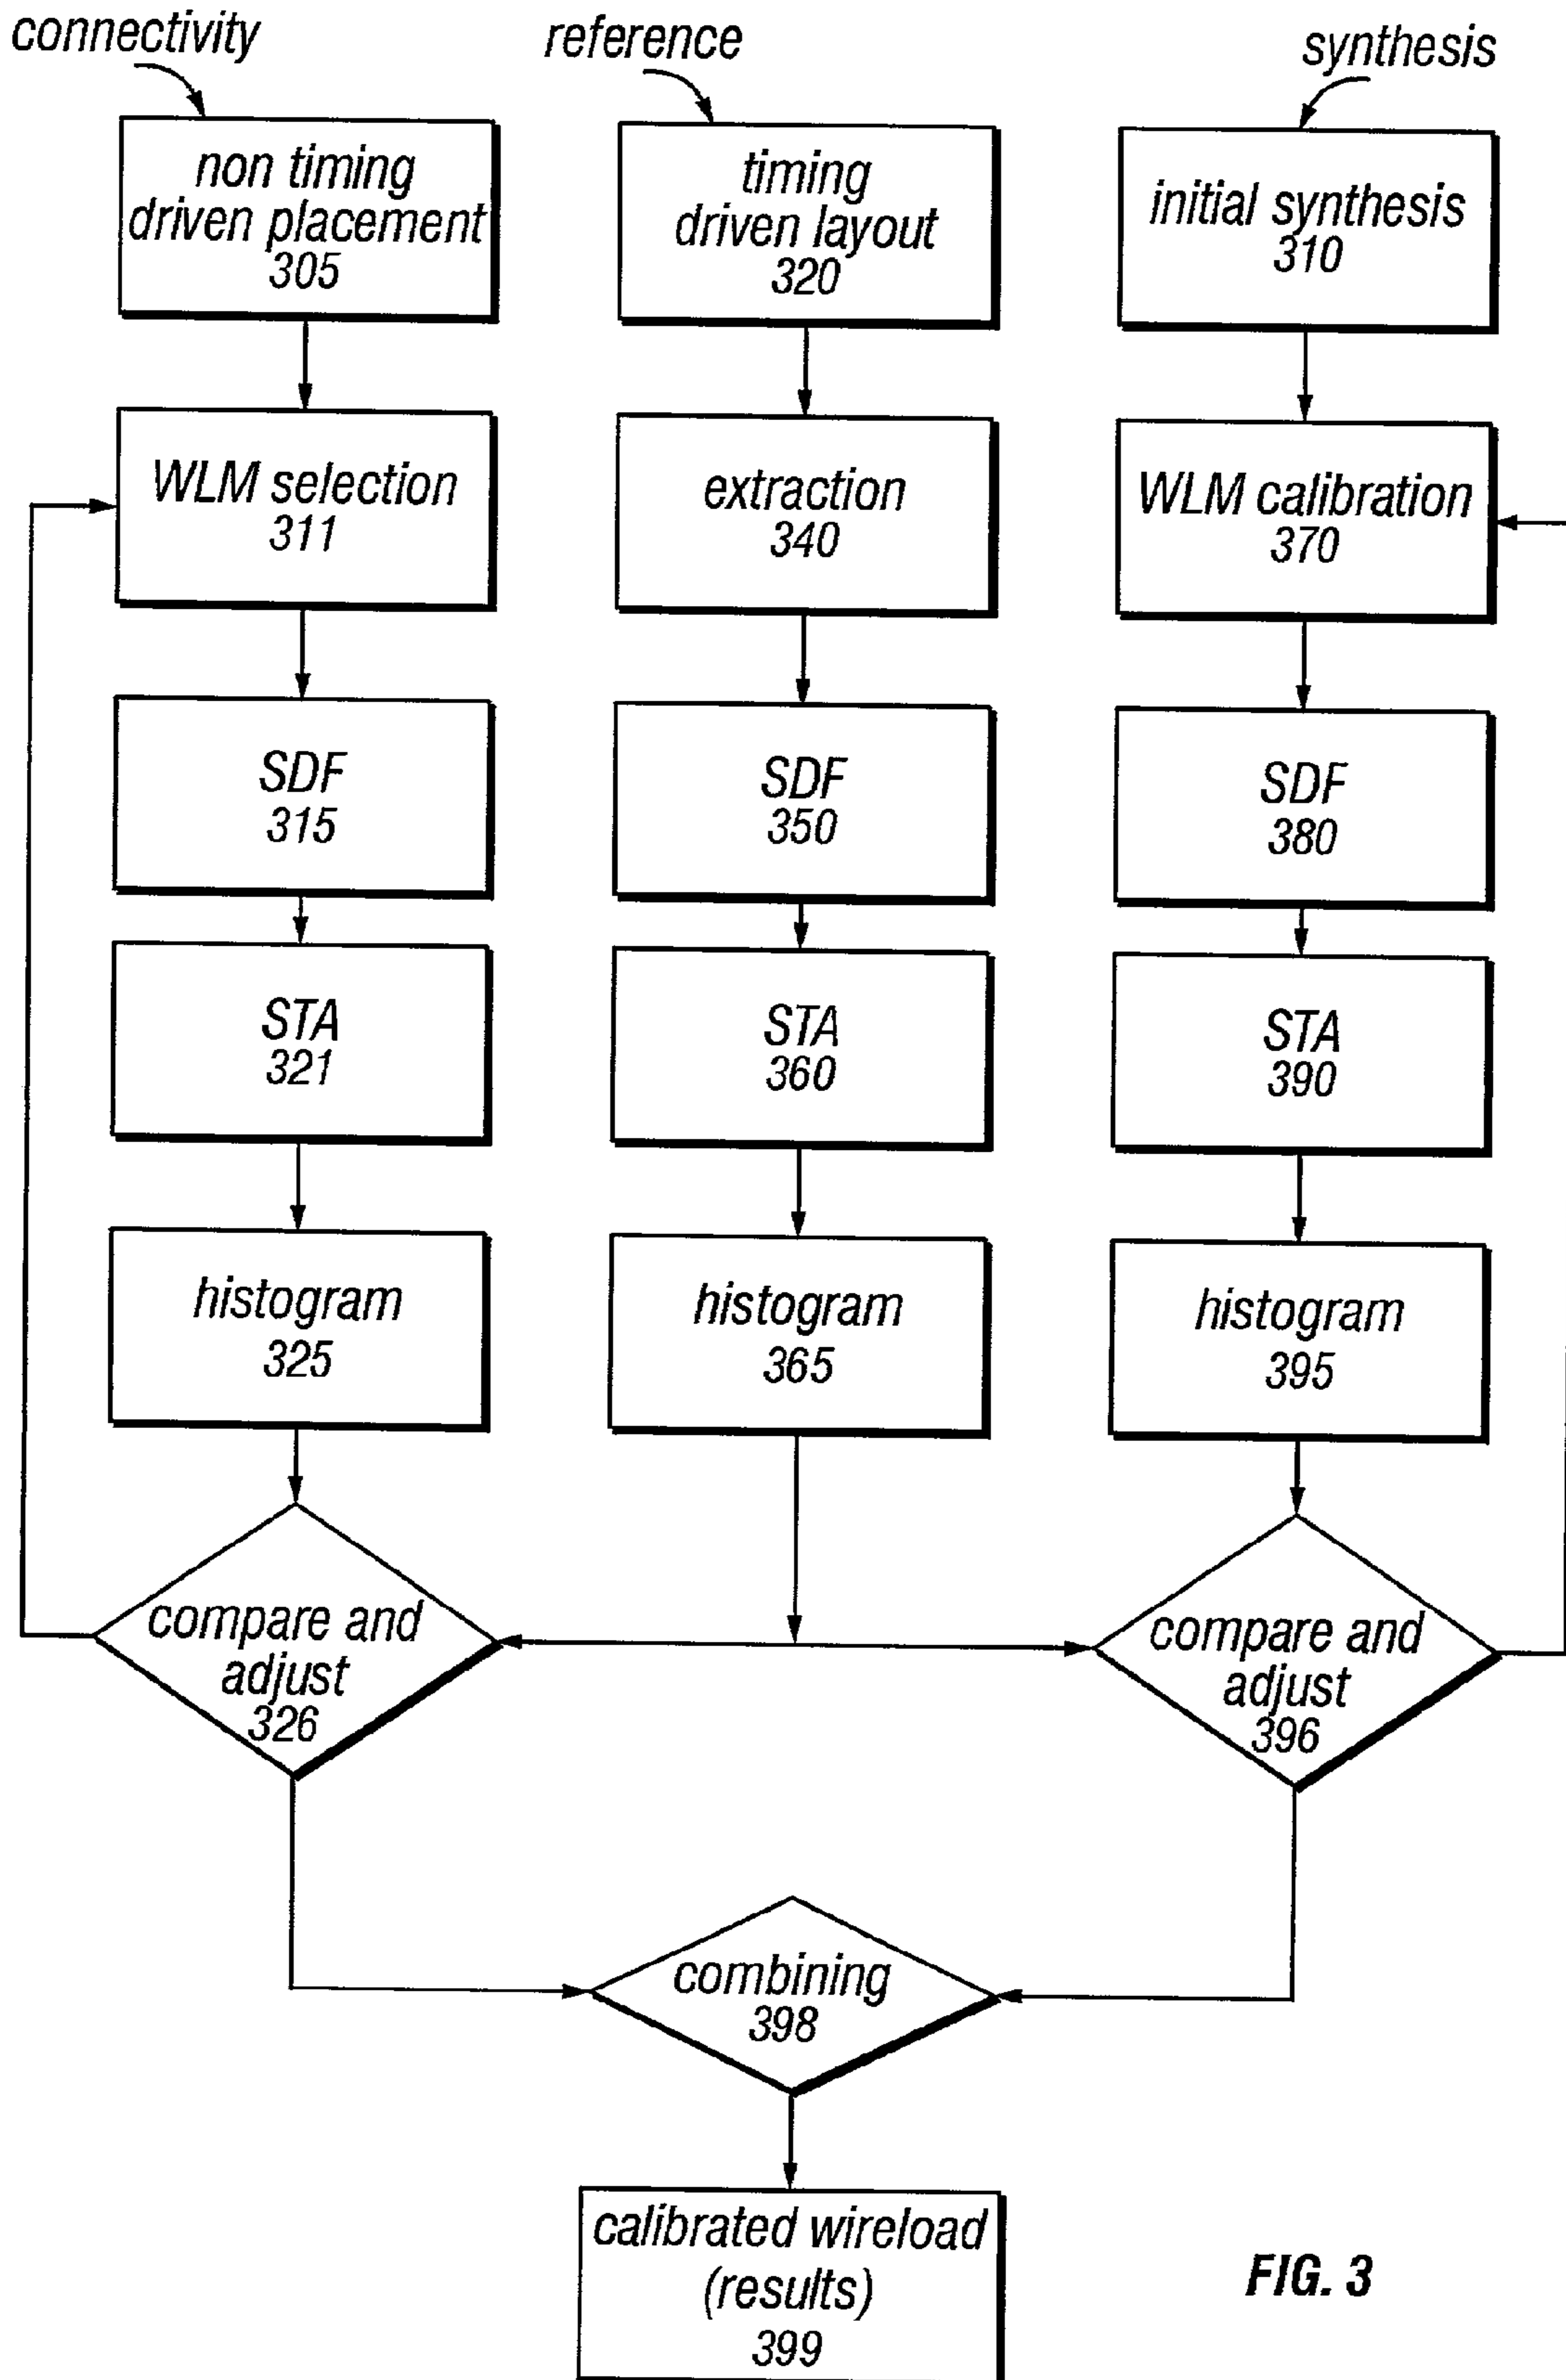 connectivity
reference
synthesis
non timing
driven placement
305
timing
driven layout
320
initial synthesis
310
WLM selection
311
extraction
340
WLM calibration
370
SDF
315
SDF
350
SDF
380
STA
321
STA
360
STA
390
histogram
325
histogram
365
histogram
395
compare and
adjust
326
compare and
adjust
396
combining
398
calibrated wireload
(results)
399
FIG. 3